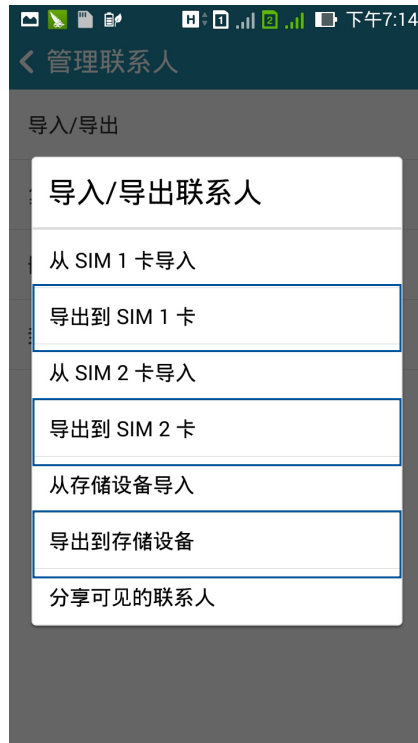 H 1 2 下午7:14
管理联系人
导入/导出
导入/导出联系人
从 SIM 1 卡导入
导出到 SIM 1 卡
从 SIM 2 卡导入
导出到 SIM 2 卡
从存储设备导入
导出到存储设备
分享可见的联系人